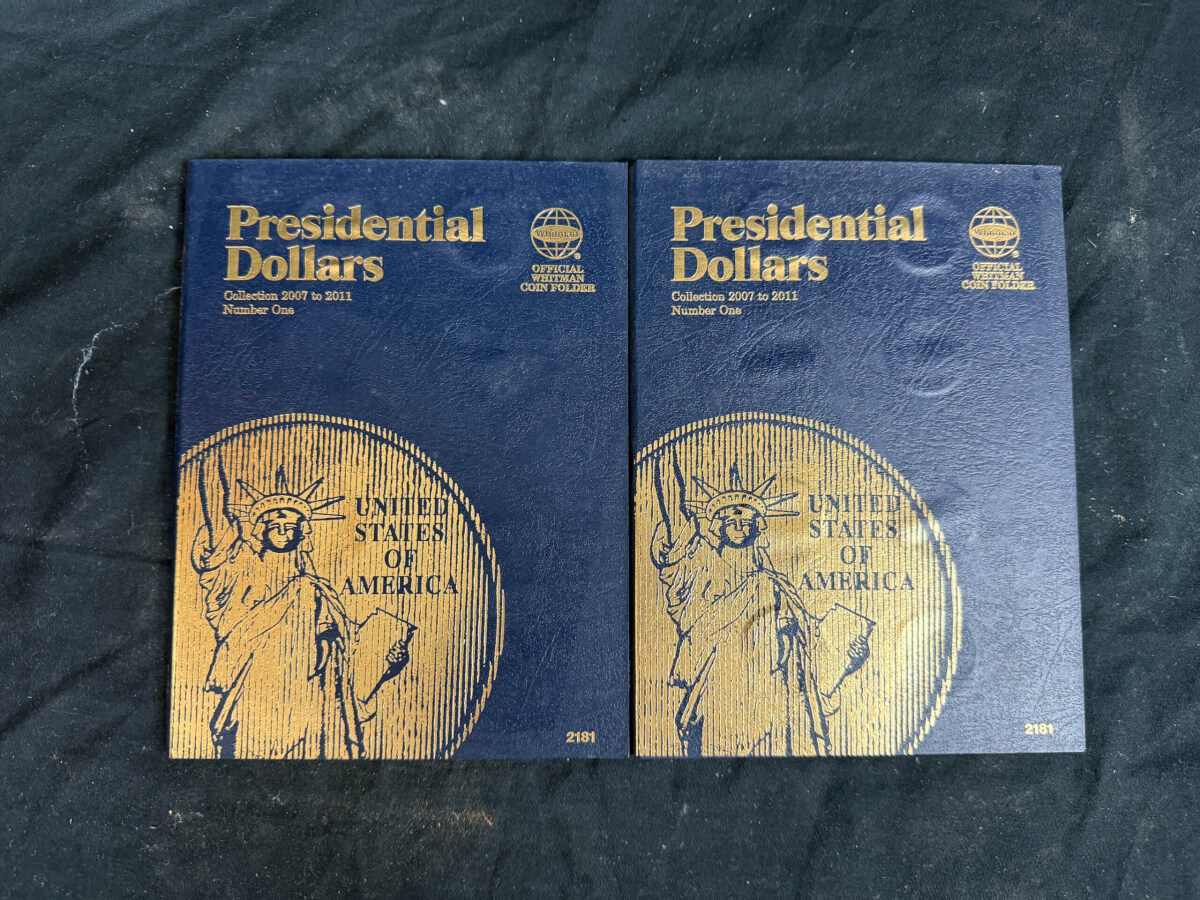 Presidential
Dollars
Collection 2007 to 2011
Number One
Whitman
®
OFFICIAL
WHITMAN
COIN FOLDER
UNITED
STATES
OF
AMERICA
2181
Presidential
Dollars
Collection 2007 to 2011
Number One
Whitman
®
OFFICIAL
WHITMAN
COIN FOLDER
UNITED
STATES
OF
AMERICA
2181